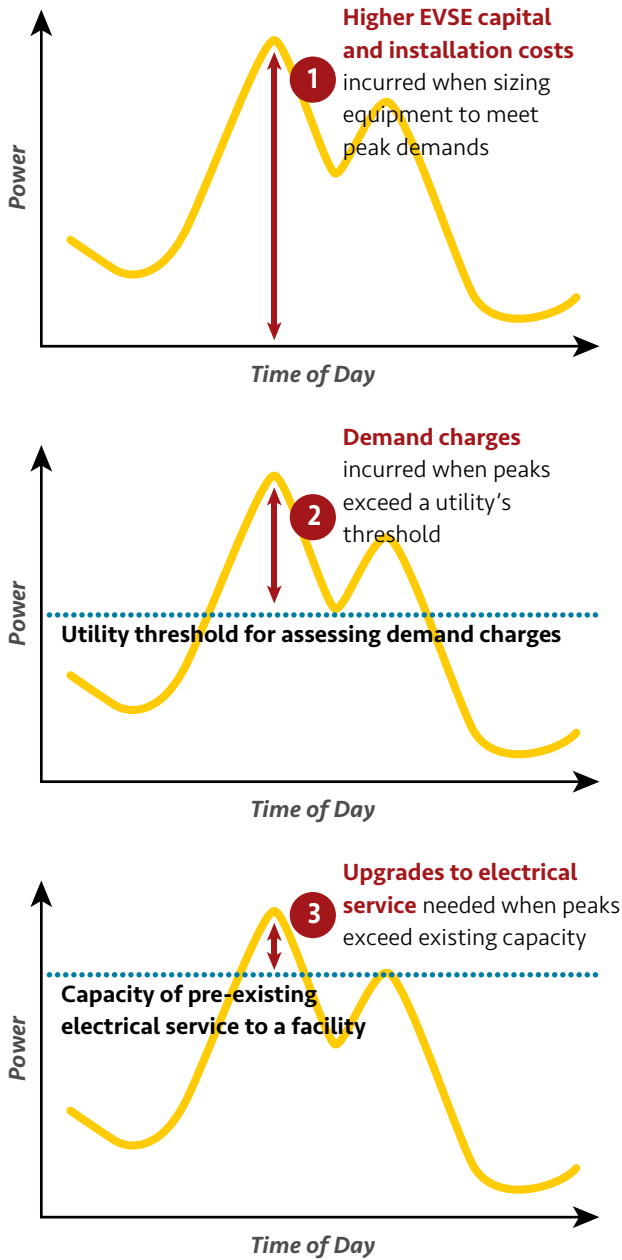 Higher EVSE capital
and installation costs
1
incurred when sizing
equipment to meet
peak demands
Power
Time of Day
Demand charges
incurred when peaks
2
exceed a utility's
threshold
Utility threshold for assessing demand charges
Power
Time of Day
Upgrades to electrical
3
service needed when peaks
exceed existing capacity
Capacity of pre-existing
electrical service to a facility
Power
Time of Day